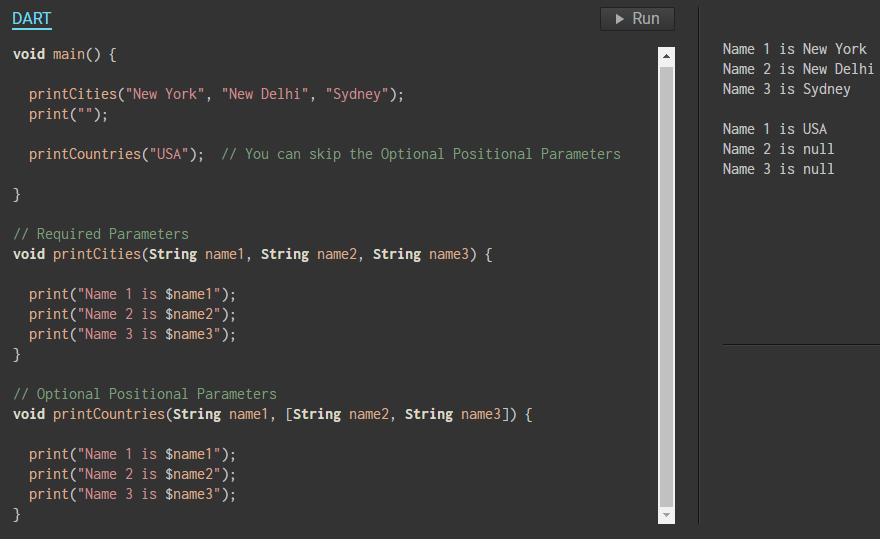 DART
Run
void main() {
printCities("New York", "New Delhi", "Sydney");
print("");
printCountries("USA");  // You can skip the Optional Positional Parameters
}
// Required Parameters
void printCities(String name1, String name2, String name3) {
print("Name 1 is $name1");
print("Name 2 is $name2");
print("Name 3 is $name3");
}
// Optional Positional Parameters
void printCountries(String name1, [String name2, String name3]) {
print("Name 1 is $name1");
print("Name 2 is $name2");
print("Name 3 is $name3");
}
Name 1 is New York
Name 2 is New Delhi
Name 3 is Sydney
Name 1 is USA
Name 2 is null
Name 3 is null